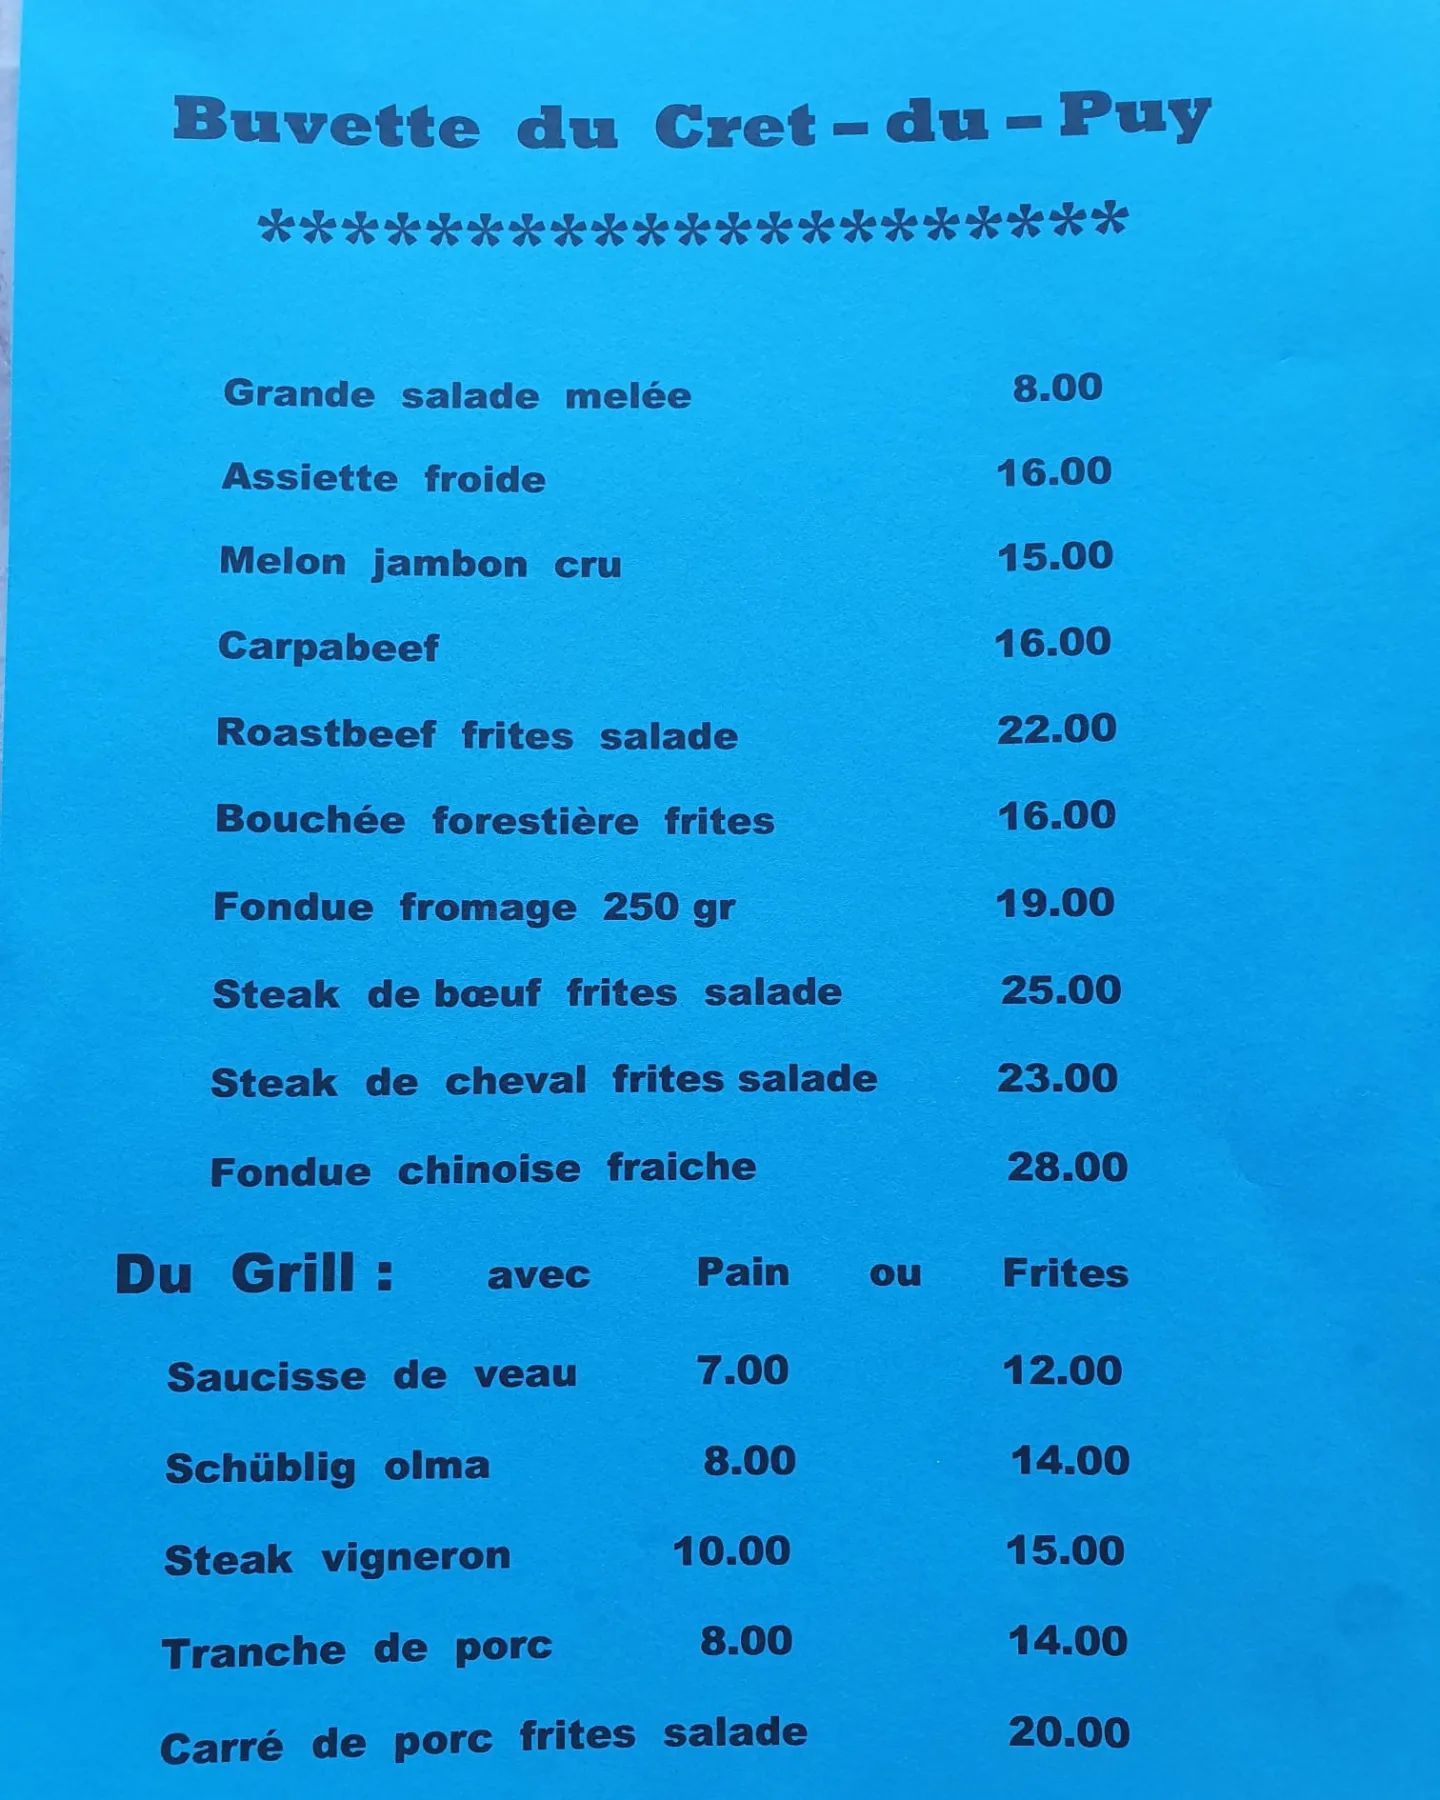 Buvette du Cret-du-Puy
*********************
Grande salade melée 8.00
Assiette froide 16.00
Melon jambon cru 15.00
Carpabeef 16.00
Roastbeef frites salade 22.00
Bouchée forestière frites 16.00
Fondue fromage 250 gr 19.00
Steak de bœuf frites salade 25.00
Steak de cheval frites salade 23.00
Fondue chinoise fraiche 28.00
Du Grill : avec Pain ou Frites
Saucisse de veau 7.00 12.00
Schüblig olma 8.00 14.00
Steak vigneron 10.00 15.00
Tranche de porc 8.00 14.00
Carré de porc frites salade 20.00